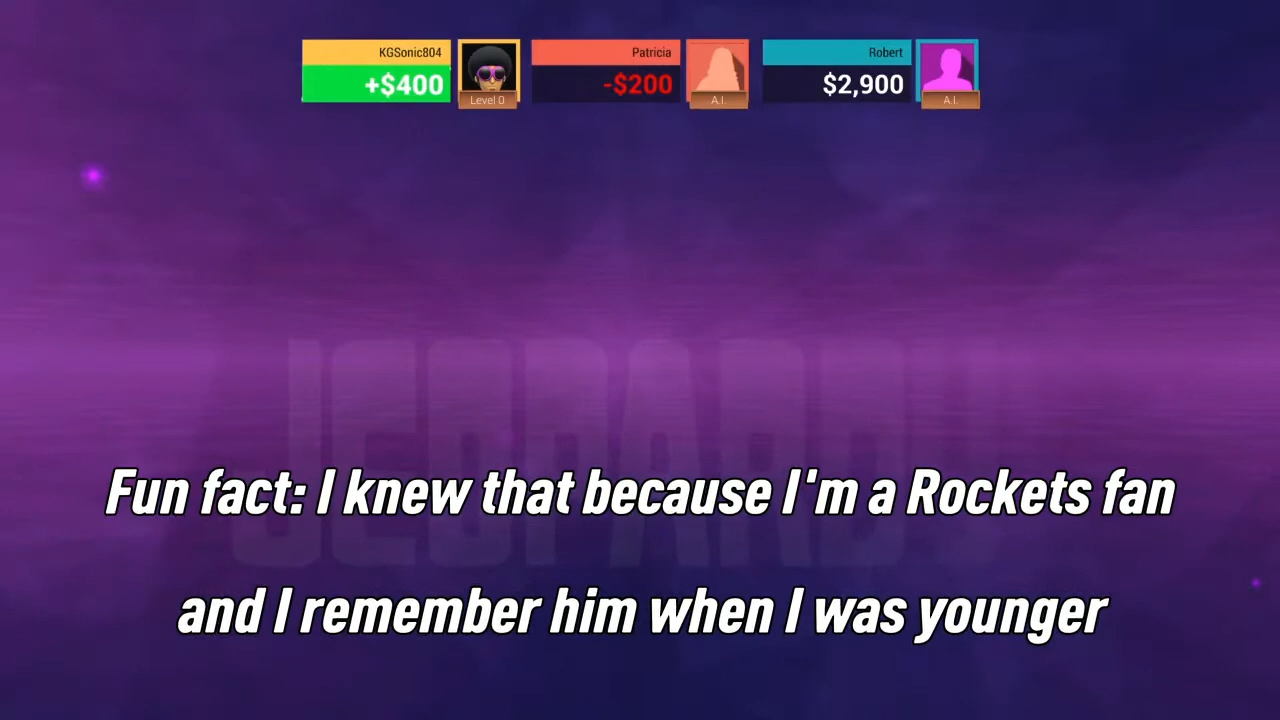 KGSonic804
+$400
Level 0
Patricia
-$200
A.I.
Robert
$2,900
A.I.
JEOPARDY!
Fun fact: I knew that because I'm a Rockets fan
and I remember him when I was younger